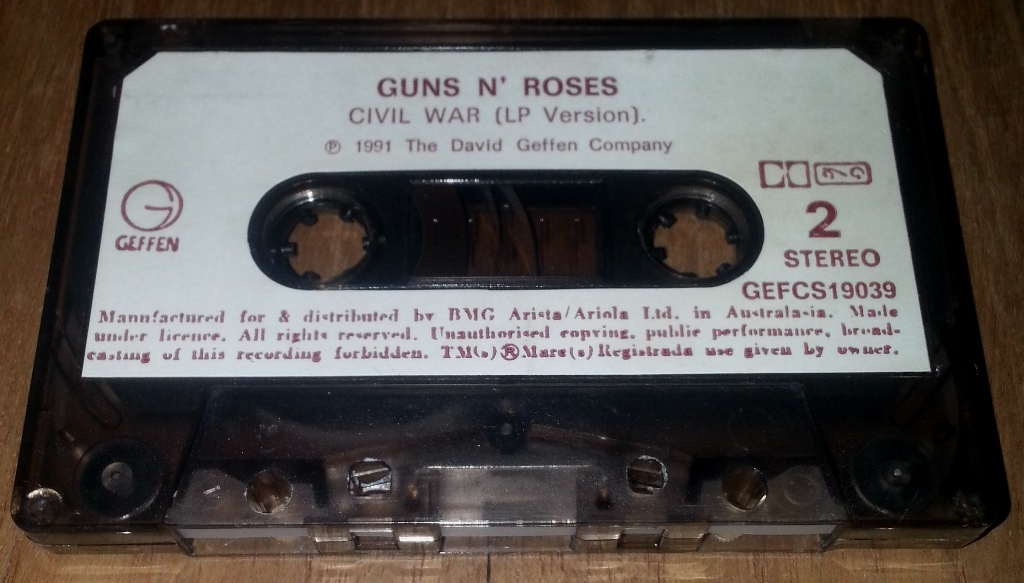 GUNS N' ROSES
CIVIL WAR (LP Version).
℗ 1991 The David Geffen Company
GEFFEN
2
STEREO
GEFCS19039
Manufactured for & distributed by BMG Arista/Ariola Ltd. in Australasia. Made
under licence. All rights reserved. Unauthorised copying, public performance, broad-
casting of this recording forbidden. TM(s)®Marc(s) Registrada use given by owner.